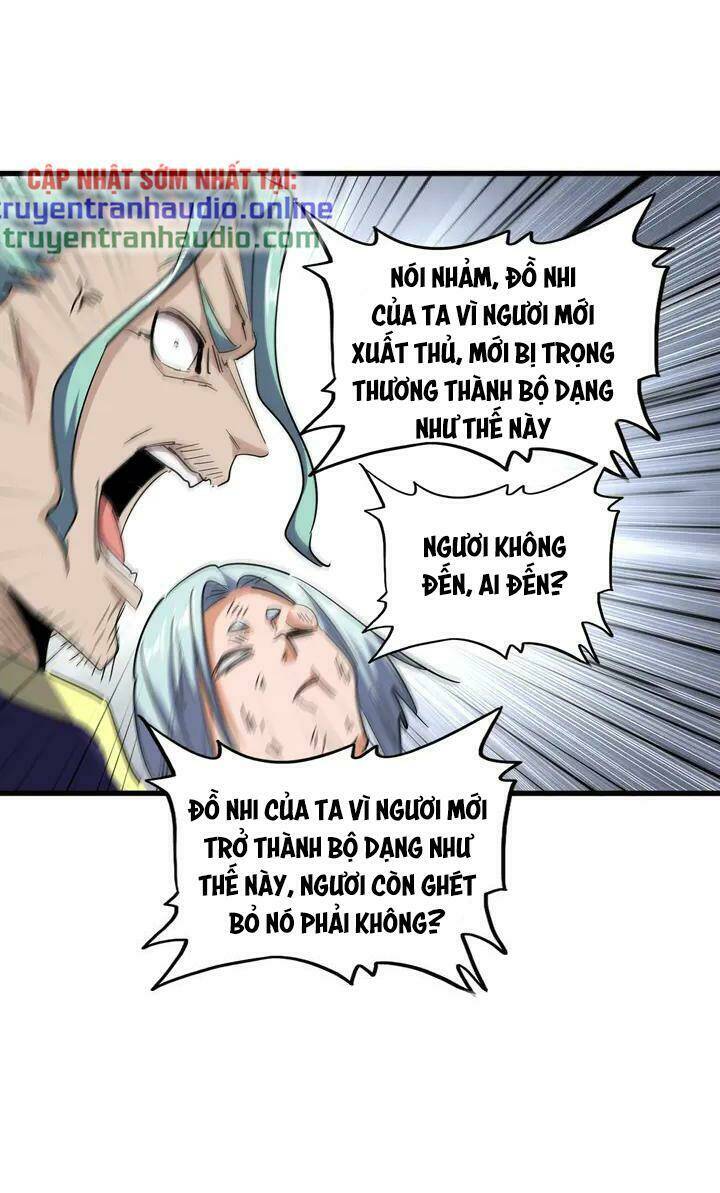 CẬP NHẬT SỚM NHẤT TẠI:
truyentranhaudio.online
truyentranhaudio.com
NÓI NHẢM, ĐỒ NHI
CỦA TA VÌ NGƯƠI MỚI
XUẤT THỦ, MỚI BỊ TRỌNG
THƯƠNG THÀNH BỘ DẠNG
NHƯ THẾ NÀY
NGƯƠI KHÔNG
ĐẾN, AI ĐẾN?
ĐỒ NHI CỦA TA VÌ NGƯƠI MỚI
TRỞ THÀNH BỘ DẠNG NHƯ
THẾ NÀY, NGƯƠI CÒN GHÉT
BỎ NÓ PHẢI KHÔNG?